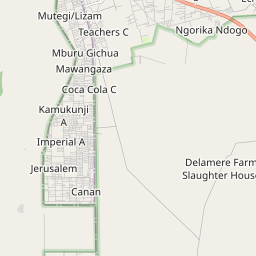 Mutegi/Lizam
Teachers C
Ngorika Ndogo
Mburu Gichua
Mawangaza
Coca Cola C
Kamukunji
A
Imperial A
Jerusalem
Delamere Farm
Slaughter House
Canan